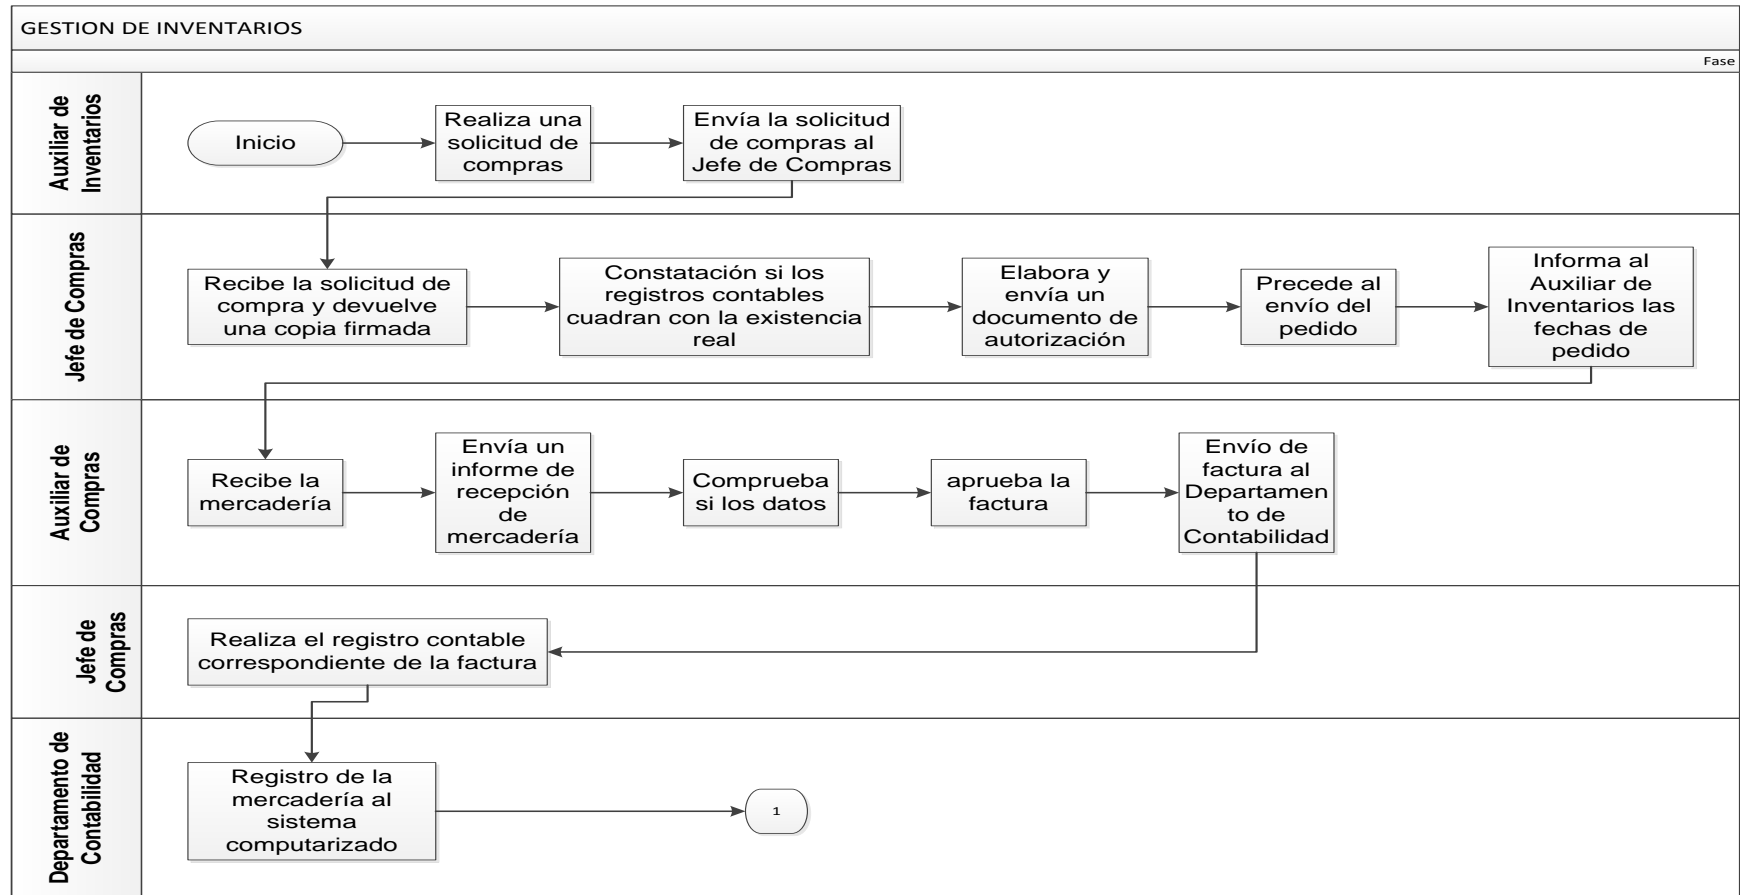 GESTION DE INVENTARIOS
Fase
Auxiliar de
Inventarios
Inicio
Realiza una
solicitud de
compras
Envía la solicitud
de compras al
Jefe de Compras
Jefe de Compras
Recibe la solicitud de
compra y devuelve
una copia firmada
Constatación si los
registros contables
cuadran con la existencia
real
Elabora y
envía un
documento de
autorización
Precede al
envío del
pedido
Informa al
Auxiliar de
Inventarios las
fechas de
pedido
Auxiliar de
Compras
Recibe la
mercadería
Envía un
informe de
recepción
de
mercadería
Comprueba
si los datos
aprueba la
factura
Envío de
factura al
Departamen
to de
Contabilidad
Jefe de
Compras
Realiza el registro contable
correspondiente de la factura
Departamento de
Contabilidad
Registro de la
mercadería al
sistema
computarizado
1